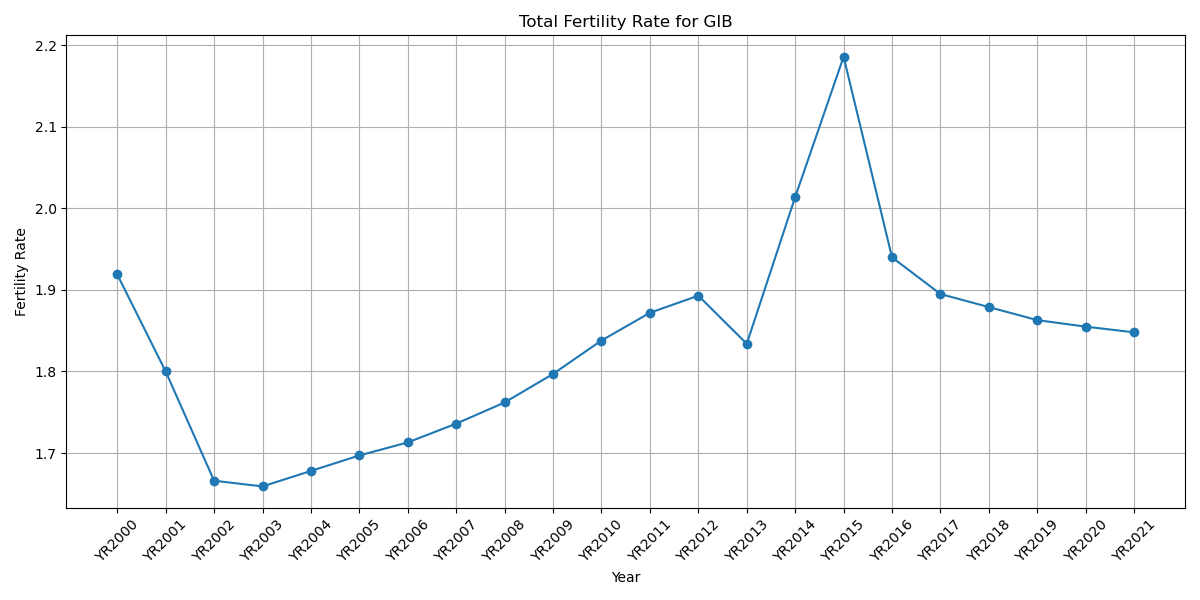 Total Fertility Rate for GIB
Fertility Rate
2.2
2.1
2.0
1.9
1.8
1.7
YR2000
YR2001
YR2002
YR2003
YR2004
YR2005
YR2006
YR2007
YR2008
YR2009
YR2010
YR2011
YR2012
YR2013
YR2014
YR2015
YR2016
YR2017
YR2018
YR2019
YR2020
YR2021
Year